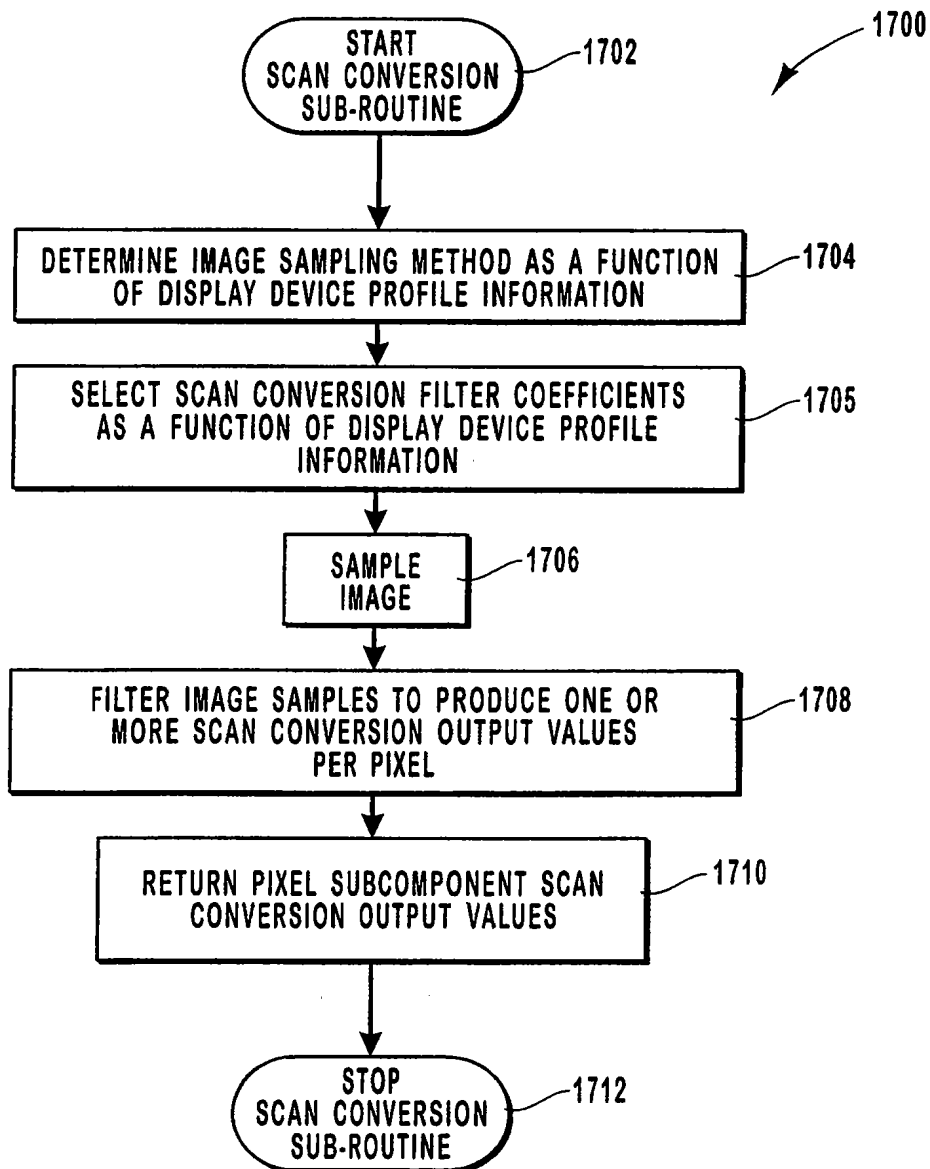 1700
START
SCAN CONVERSION
SUB-ROUTINE
1702
DETERMINE IMAGE SAMPLING METHOD AS A FUNCTION
OF DISPLAY DEVICE PROFILE INFORMATION
1704
SELECT SCAN CONVERSION FILTER COEFFICIENTS
AS A FUNCTION OF DISPLAY DEVICE PROFILE
INFORMATION
1705
SAMPLE
IMAGE
1706
FILTER IMAGE SAMPLES TO PRODUCE ONE OR
MORE SCAN CONVERSION OUTPUT VALUES
PER PIXEL
1708
RETURN PIXEL SUBCOMPONENT SCAN
CONVERSION OUTPUT VALUES
1710
STOP
SCAN CONVERSION
SUB-ROUTINE
1712